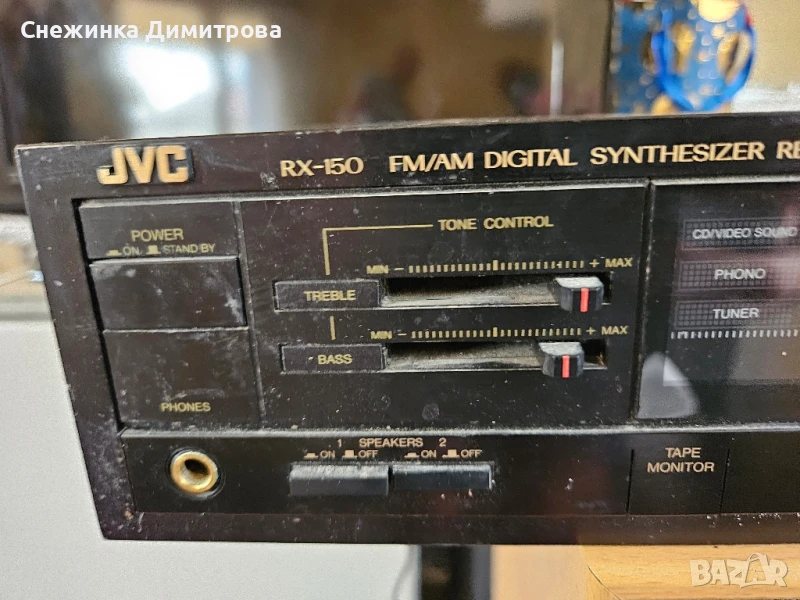 Снежинка Димитрова
JVC RX-150 FM/AM DIGITAL SYNTHESIZER RE
POWER
ON STAND BY
TONE CONTROL
MIN - + MAX
TREBLE
MIN - + MAX
BASS
CD/VIDEO SOUND
PHONO
TUNER
PHONES
1 SPEAKERS 2
ON OFF ON OFF
TAPE
MONITOR
BAZAR